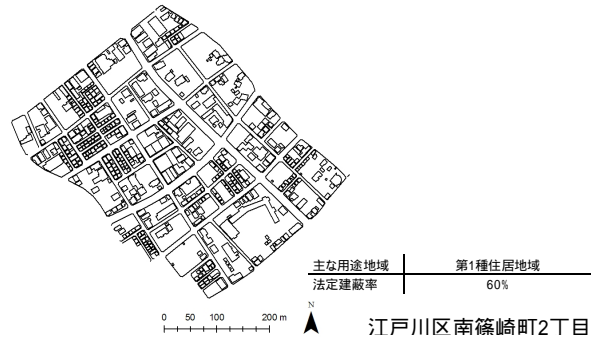 主な用途地域 第1種住居地域
法定建蔽率 60%
0 50 100 200 m
N
江戸川区南篠崎町2丁目